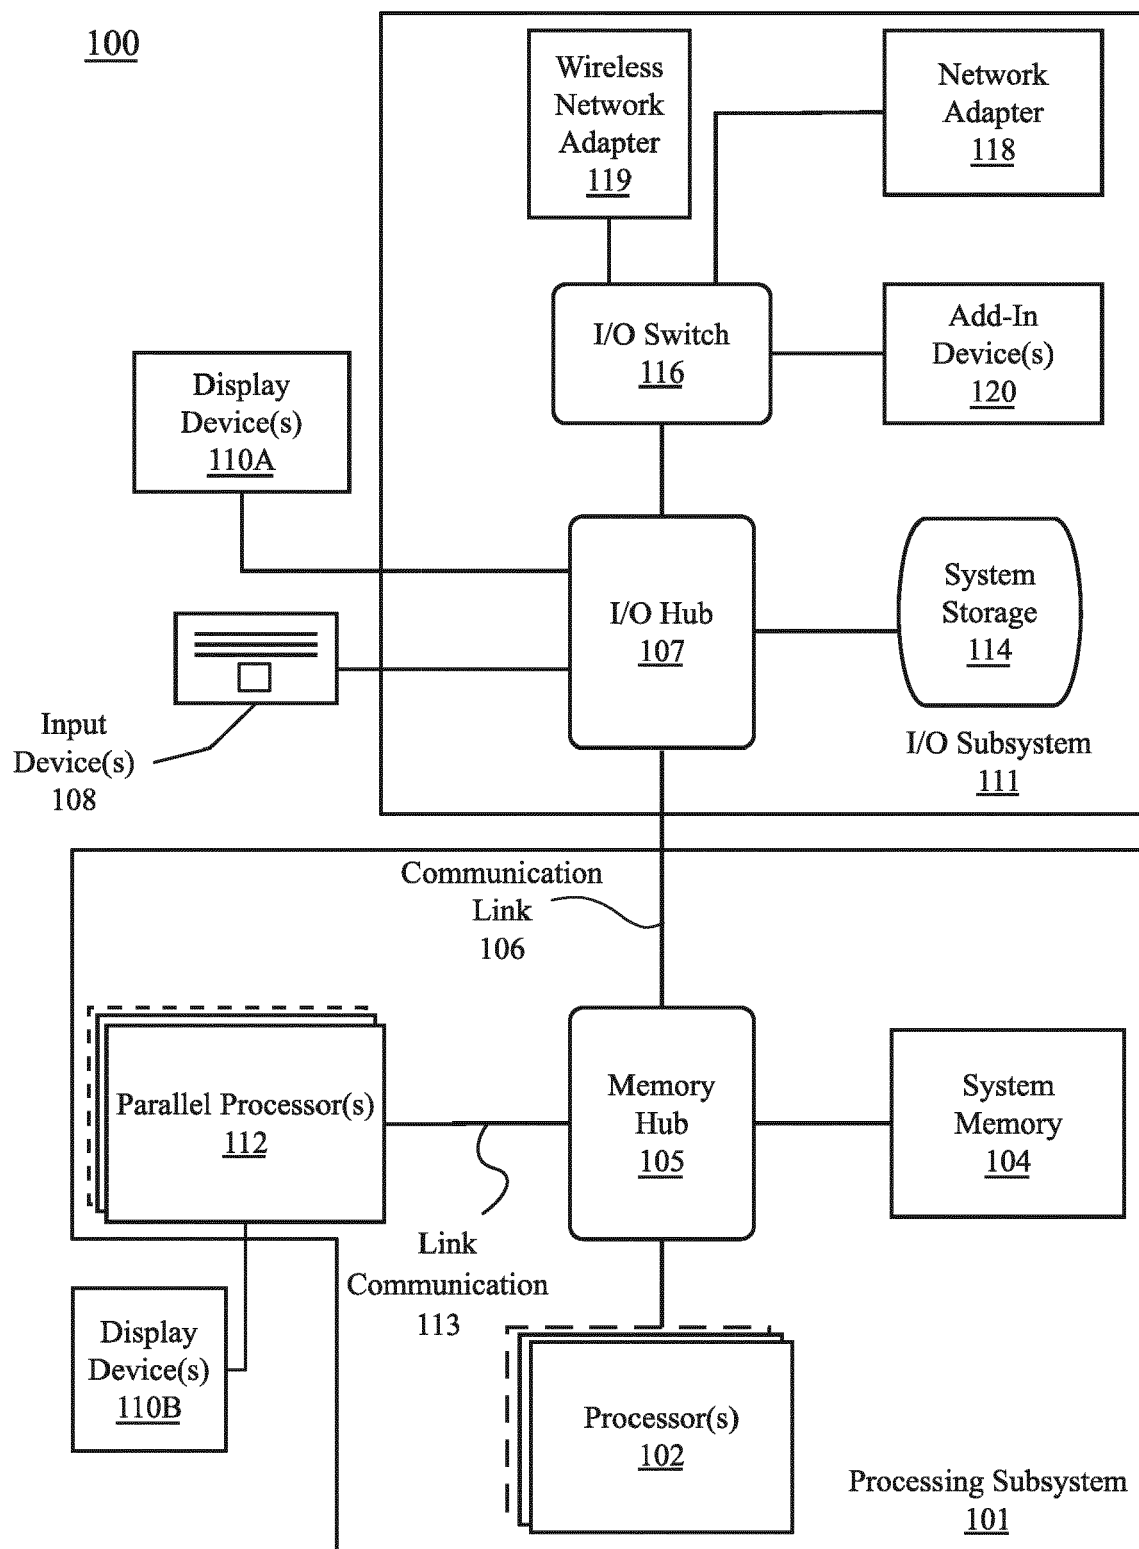 100
Wireless
Network
Adapter
119
Network
Adapter
118
I/O Switch
116
Add-In
Device(s)
120
Display
Device(s)
110A
I/O Hub
107
System
Storage
114
Input
Device(s)
108
I/O Subsystem
111
Communication
Link
106
Parallel Processor(s)
112
Memory
Hub
105
System
Memory
104
Link
Communication
113
Display
Device(s)
110B
Processor(s)
102
Processing Subsystem
101